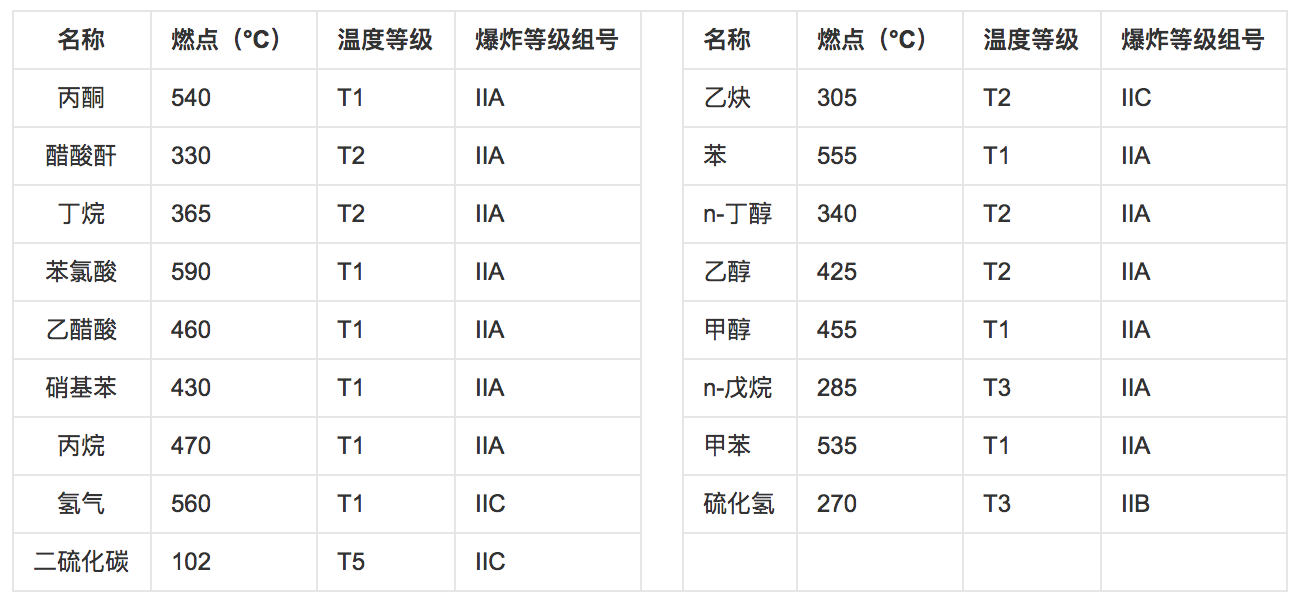 名称 燃点（°C） 温度等级 爆炸等级组号 名称 燃点（°C） 温度等级 爆炸等级组号
丙酮 540 T1 IIA 乙炔 305 T2 IIC
醋酸酐 330 T2 IIA 苯 555 T1 IIA
丁烷 365 T2 IIA n-丁醇 340 T2 IIA
苯氯酸 590 T1 IIA 乙醇 425 T2 IIA
乙醋酸 460 T1 IIA 甲醇 455 T1 IIA
硝基苯 430 T1 IIA n-戊烷 285 T3 IIA
丙烷 470 T1 IIA 甲苯 535 T1 IIA
氢气 560 T1 IIC 硫化氢 270 T3 IIB
二硫化碳 102 T5 IIC